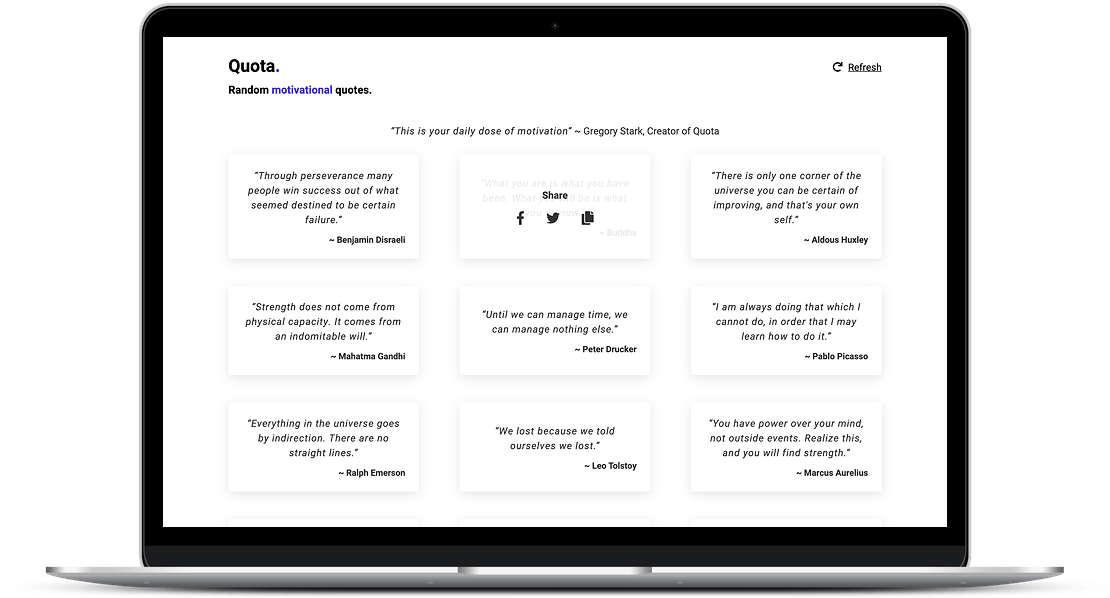 Quota.
Refresh
Random motivational quotes.
“This is your daily dose of motivation” ~ Gregory Stark, Creator of Quota
“Through perseverance many
people win success out of what
seemed destined to be certain
failure.”
~ Benjamin Disraeli
“What you are is what you have
Share
been. What you be is what
you now.”
~ Buddha
“There is only one corner of the
universe you can be certain of
improving, and that's your own
self.”
~ Aldous Huxley
“Strength does not come from
physical capacity. It comes from
an indomitable will.”
~ Mahatma Gandhi
“Until we can manage time, we
can manage nothing else.”
~ Peter Drucker
“I am always doing that which I
cannot do, in order that I may
learn how to do it.”
~ Pablo Picasso
“Everything in the universe goes
by indirection. There are no
straight lines.”
~ Ralph Emerson
“We lost because we told
ourselves we lost.”
~ Leo Tolstoy
“You have power over your mind,
not outside events. Realize this,
and you will find strength.”
~ Marcus Aurelius